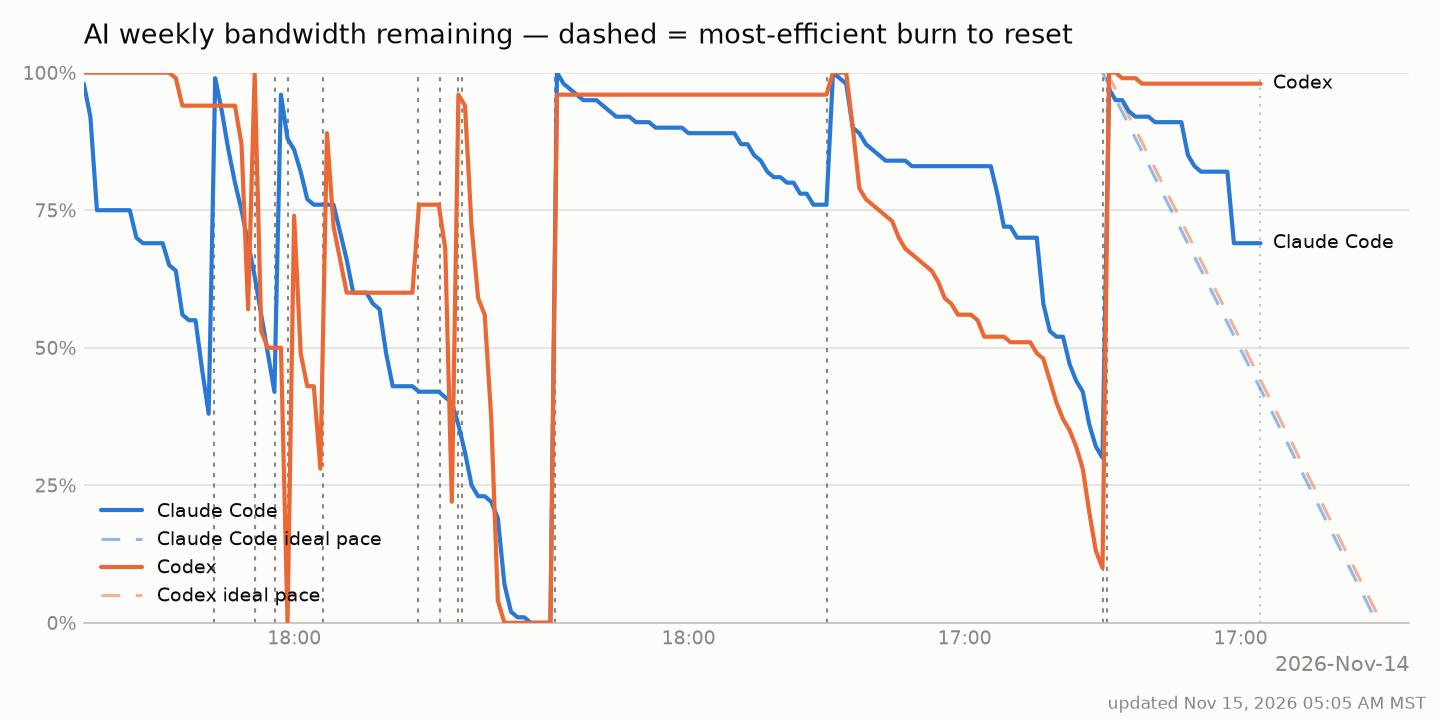 AI weekly bandwidth remaining — dashed = most-efficient burn to reset
100%
75%
50%
25%
0%
Codex
Claude Code
Claude Code
Claude Code ideal pace
Codex
Codex ideal pace
18:00
18:00
17:00
17:00
2026-Nov-14
updated Nov 15, 2026 05:05 AM MST